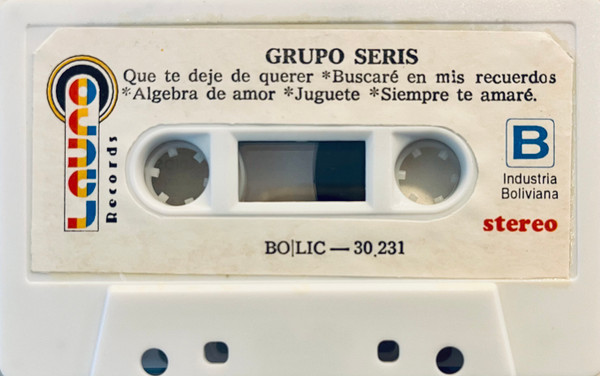 GRUPO SERIS
Que te deje de querer *Buscaré en mis recuerdos
*Algebra de amor *Juguete *Siempre te amaré.
Lauro
Records
B
Industria
Boliviana
stereo
BO|LIC — 30.231